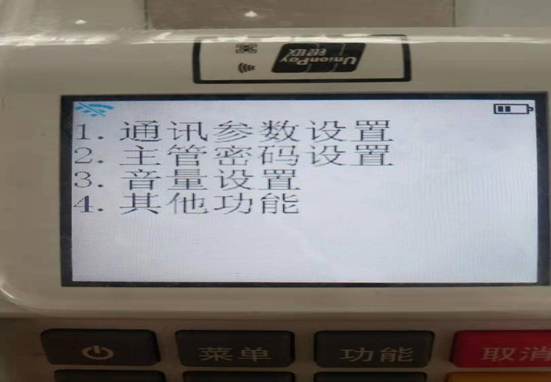 UnionPay
银联
1. 通讯参数设置
2. 主管密码设置
3. 音量设置
4. 其他功能
菜单
功能
取消